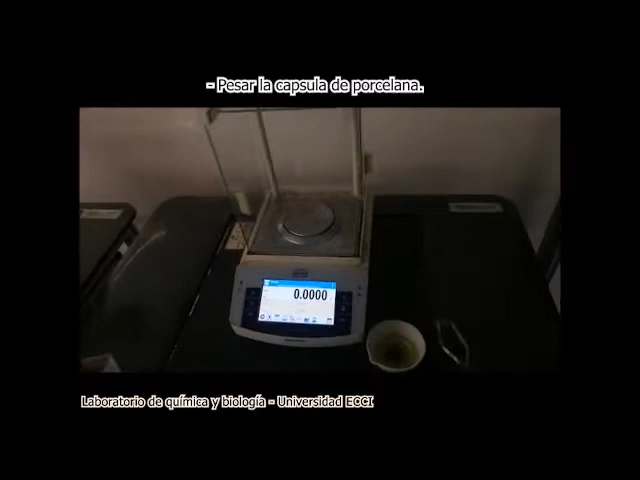 - Pesar la capsula de porcelana.
0.0000
Laboratorio de química y biología - Universidad ECCI